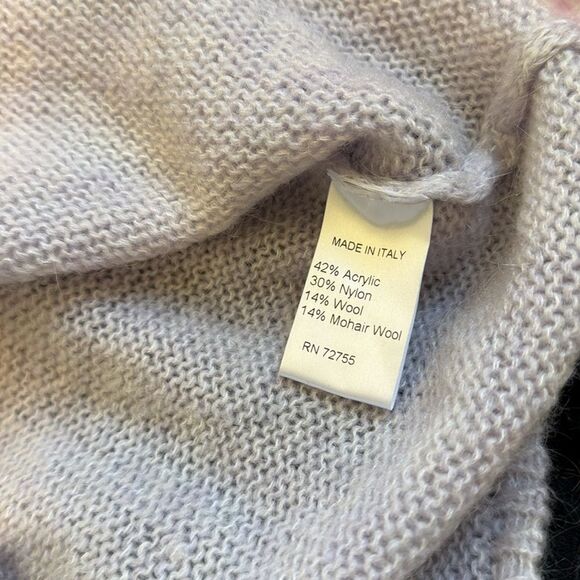 MADE IN ITALY
42% Acrylic
30% Nylon
14% Wool
14% Mohair Wool
RN 72755